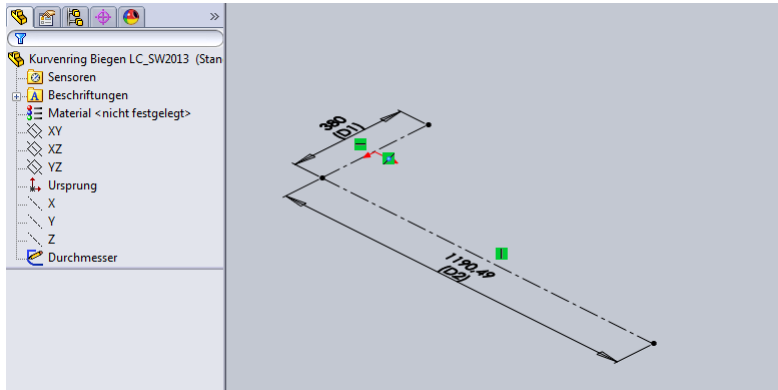 »
Kurvenring Biegen LC_SW2013 (Stan
Sensoren
A Beschriftungen
Material <nicht festgelegt>
XY
XZ
YZ
Ursprung
X
Y
Z
Durchmesser
380
(D1)
1190,49
(D2)